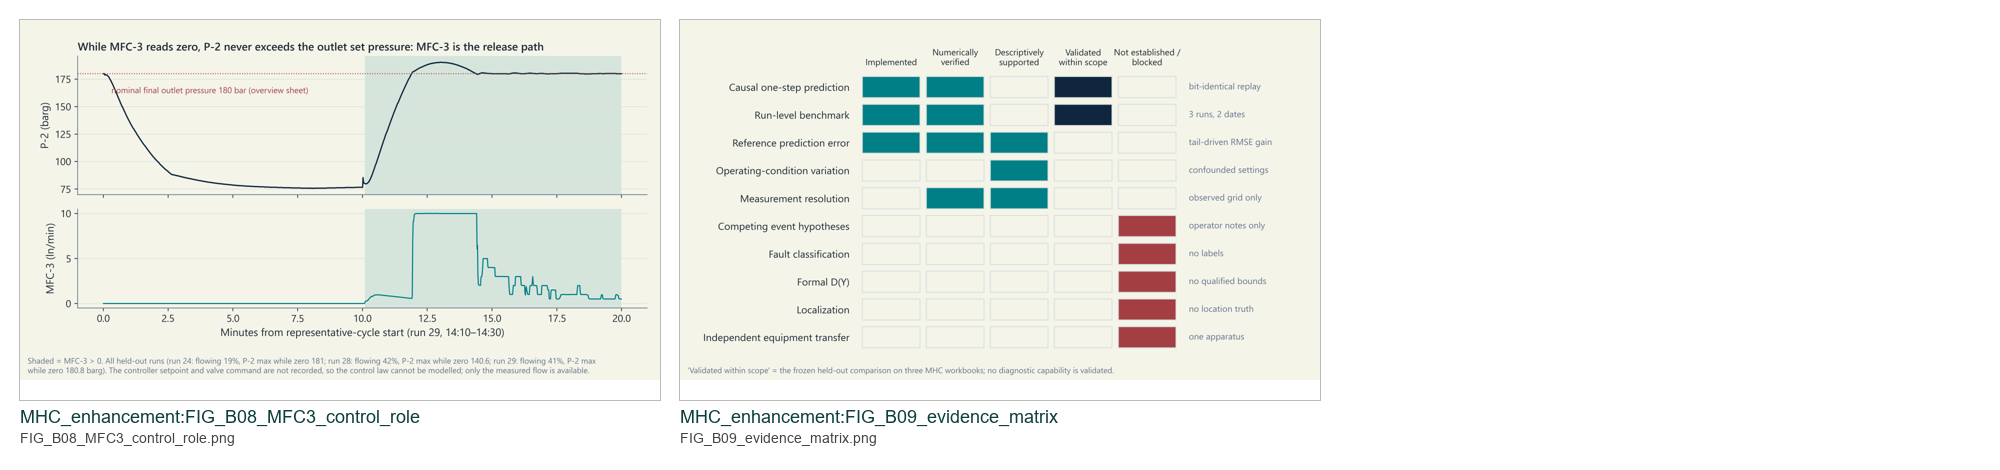 While MFC-3 reads zero, P-2 never exceeds the outlet set pressure: MFC-3 is the release path
175
150
125
100
75
P-2 (barg)
nominal final outlet pressure 180 bar (overview sheet)
10
5
0
MFC-3 (ln/min)
0.0 2.5 5.0 7.5 10.0 12.5 15.0 17.5 20.0
Minutes from representative-cycle start (run 29, 14:10–14:30)
Shaded = MFC-3 > 0. All held-out runs (run 24: flowing 19%, P-2 max while zero 181; run 28: flowing 42%, P-2 max while zero 140.6; run 29: flowing 41%, P-2 max
while zero 180.8 barg). The controller setpoint and valve command are not recorded, so the control law cannot be modelled; only the measured flow is available.
MHC_enhancement:FIG_B08_MFC3_control_role
FIG_B08_MFC3_control_role.png
Implemented
Numerically
verified
Descriptively
supported
Validated
within scope
Not established /
blocked
Causal one-step prediction bit-identical replay
Run-level benchmark 3 runs, 2 dates
Reference prediction error tail-driven RMSE gain
Operating-condition variation confounded settings
Measurement resolution observed grid only
Competing event hypotheses operator notes only
Fault classification no labels
Formal D(Y) no qualified bounds
Localization no location truth
Independent equipment transfer one apparatus
'Validated within scope' = the frozen held-out comparison on three MHC workbooks; no diagnostic capability is validated.
MHC_enhancement:FIG_B09_evidence_matrix
FIG_B09_evidence_matrix.png